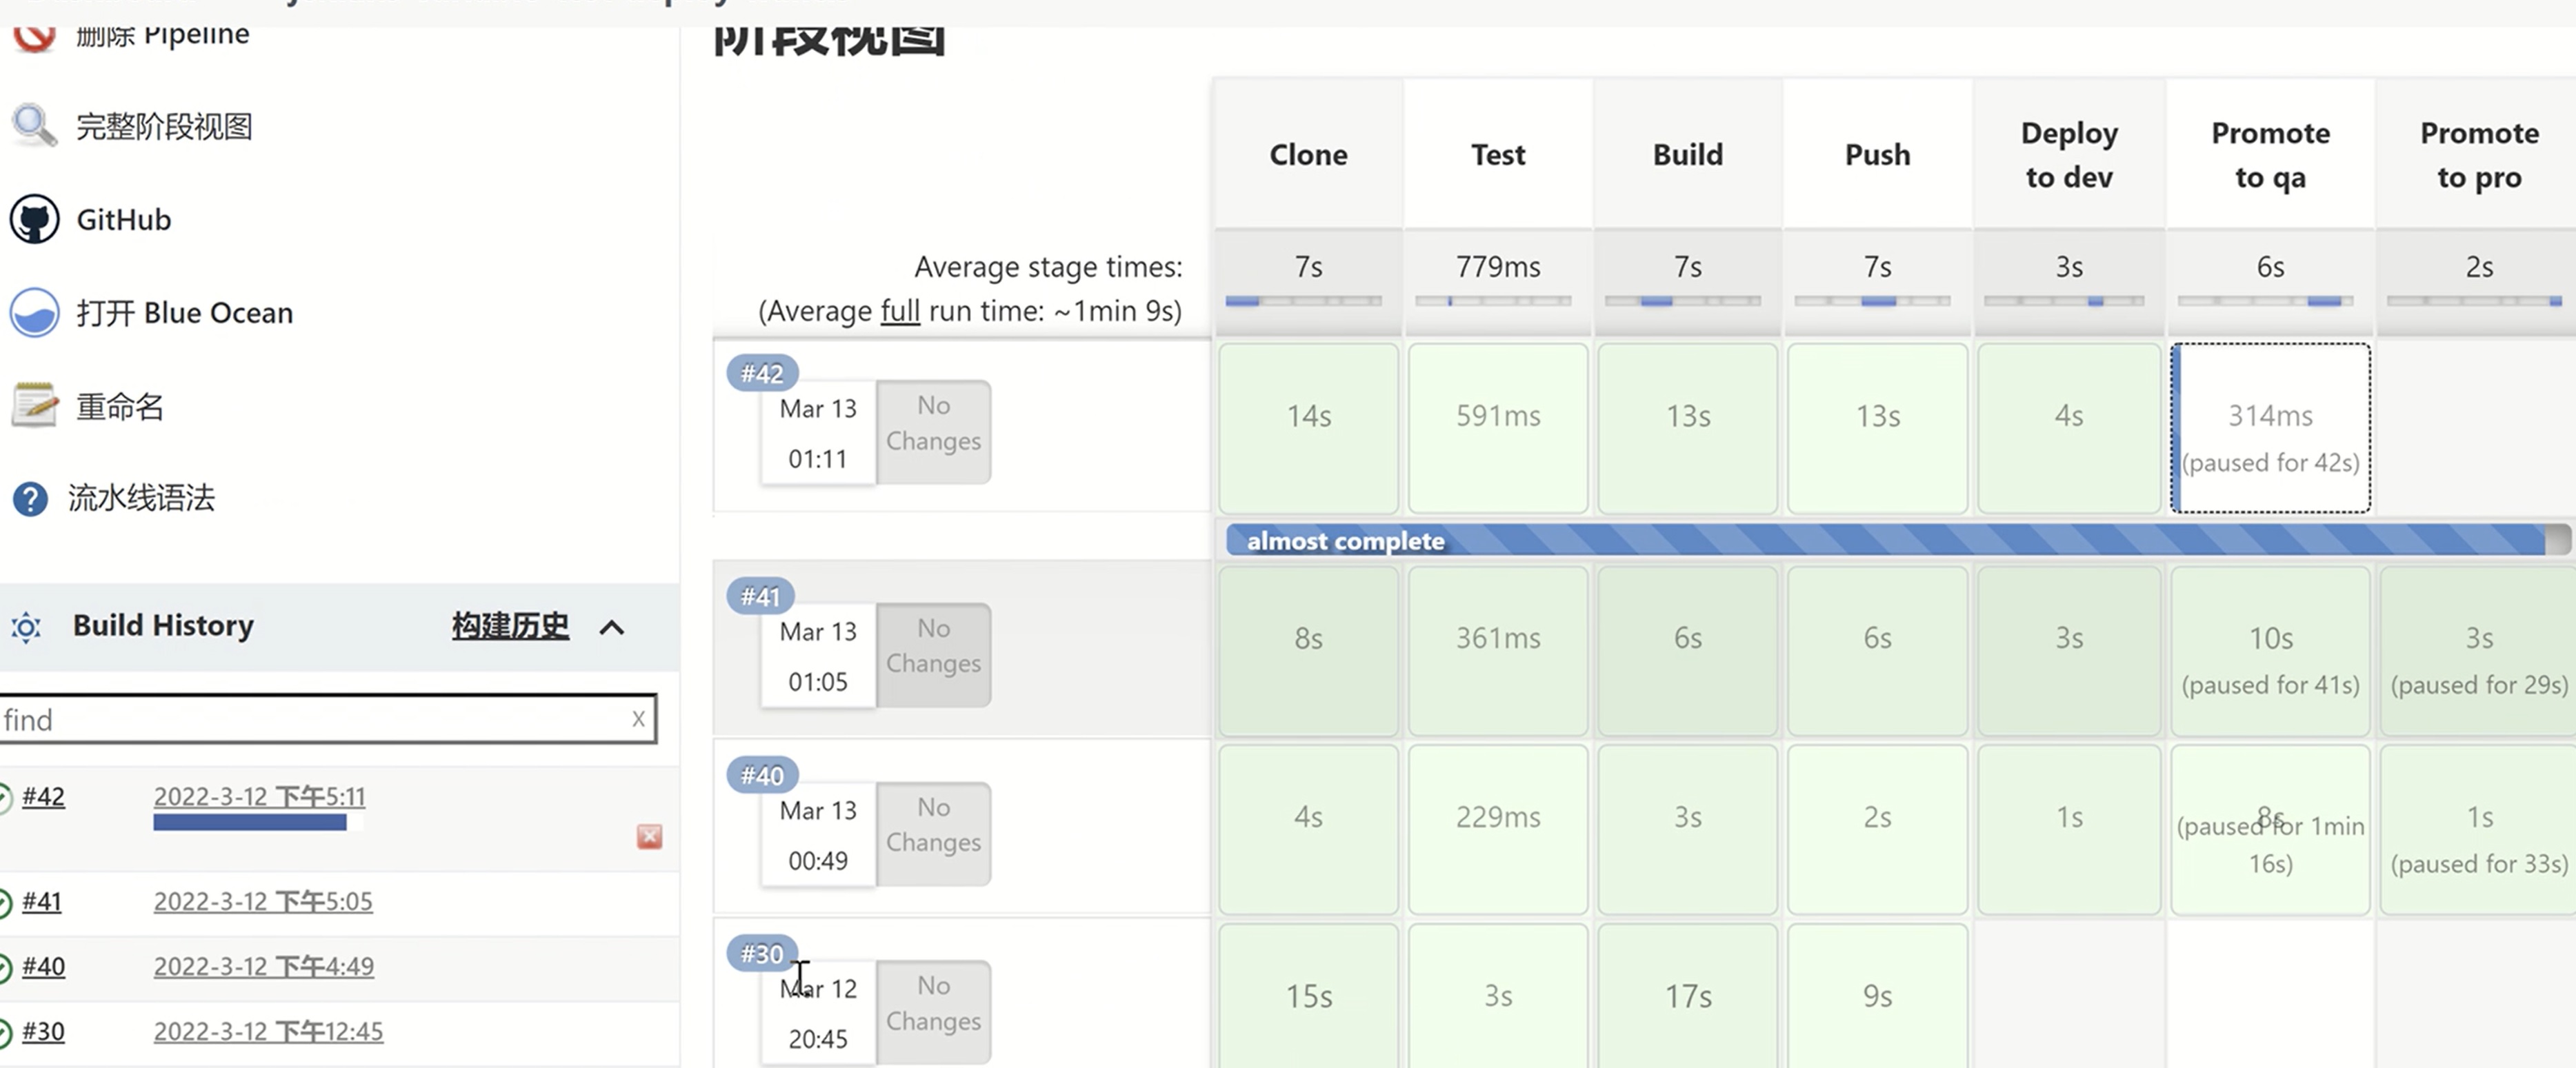 删除 Pipeline
完整阶段视图
GitHub
打开 Blue Ocean
重命名
流水线语法
Build History 构建历史
find x
#42 2022-3-12 下午5:11
#41 2022-3-12 下午5:05
#40 2022-3-12 下午4:49
#30 2022-3-12 下午12:45
阶段视图
Clone Test Build Push Deploy to dev Promote to qa Promote to pro
Average stage times: 7s 779ms 7s 7s 3s 6s 2s
(Average full run time: ~1min 9s)
#42
Mar 13
01:11
No
Changes
14s 591ms 13s 13s 4s 314ms
(paused for 42s)
almost complete
#41
Mar 13
01:05
No
Changes
8s 361ms 6s 6s 3s 10s 3s
(paused for 41s) (paused for 29s)
#40
Mar 13
00:49
No
Changes
4s 229ms 3s 2s 1s 8s 1s
(paused for 1min
16s) (paused for 33s)
#30
Mar 12
20:45
No
Changes
15s 3s 17s 9s